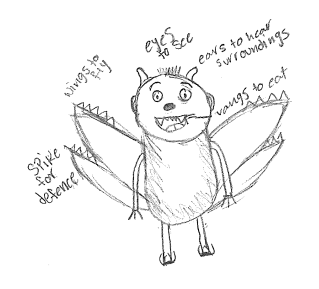 eyes
to see
ears to hear
surroundings
wings to
fly
vangs to eat
Spike
for
defence